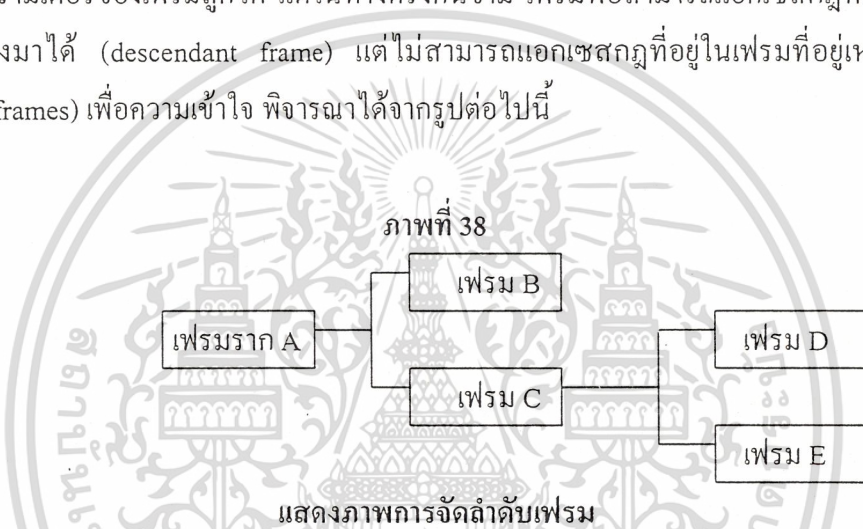 งมาได้ (descendant frame) แต่ไม่สามารถแอกเซสกฎที่อยู่ในเฟรมที่อยู่เห
frames) เพื่อความเข้าใจ พิจารณาได้จากรูปต่อไปนี้
ภาพที่ 38
เฟรม B
เฟรมราก A
เฟรม D
เฟรม C
เฟรม E
แสดงภาพการจัดลำดับเฟรม